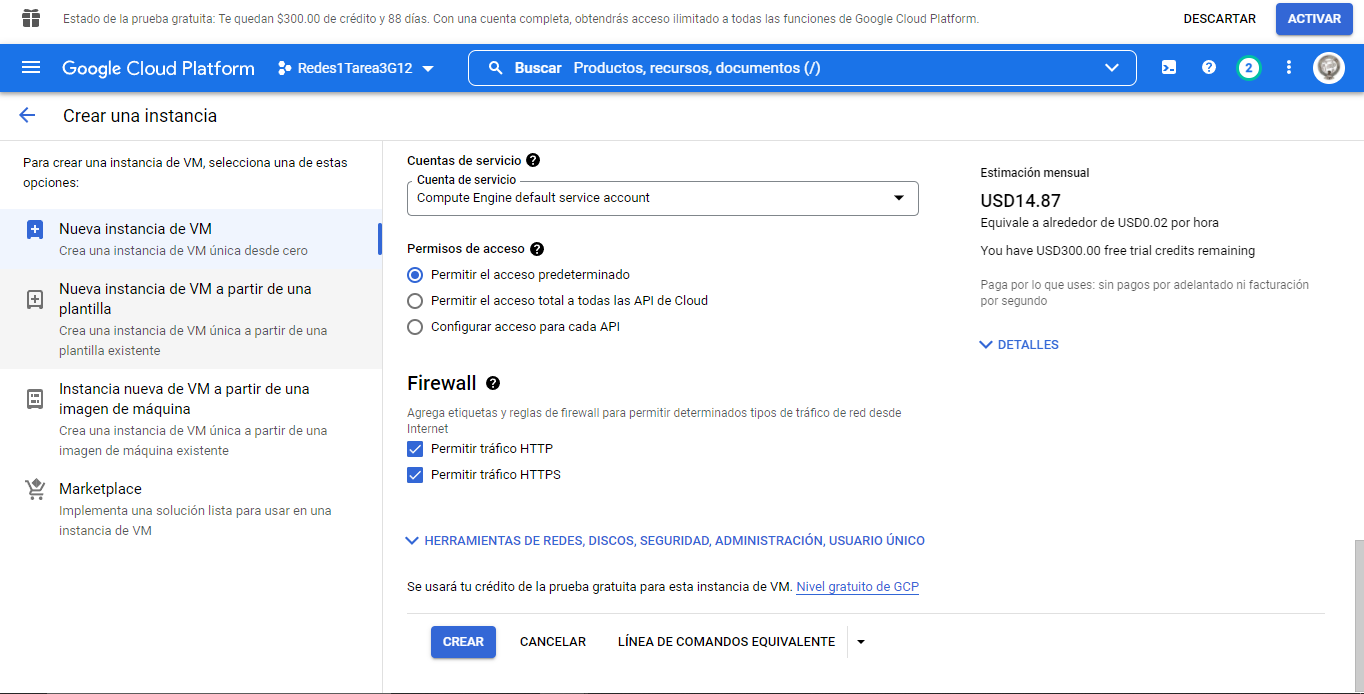 Estado de la prueba gratuita: Te quedan $300.00 de crédito y 88 días. Con una cuenta completa, obtendrás acceso ilimitado a todas las funciones de Google Cloud Platform.
DESCARTAR
ACTIVAR
Google Cloud Platform
Redes1Tarea3G12
Buscar Productos, recursos, documentos (/)
2
Crear una instancia
Para crear una instancia de VM, selecciona una de estas
opciones:
Nueva instancia de VM
Crea una instancia de VM única desde cero
Nueva instancia de VM a partir de una
plantilla
Crea una instancia de VM única a partir de una
plantilla existente
Instancia nueva de VM a partir de una
imagen de máquina
Crea una instancia de VM única a partir de una
imagen de máquina existente
Marketplace
Implementa una solución lista para usar en una
instancia de VM
Cuentas de servicio
Cuenta de servicio
Compute Engine default service account
Permisos de acceso
Permitir el acceso predeterminado
Permitir el acceso total a todas las API de Cloud
Configurar acceso para cada API
Firewall
Agrega etiquetas y reglas de firewall para permitir determinados tipos de tráfico de red desde
Internet
Permitir tráfico HTTP
Permitir tráfico HTTPS
HERRAMIENTAS DE REDES, DISCOS, SEGURIDAD, ADMINISTRACIÓN, USUARIO ÚNICO
Se usará tu crédito de la prueba gratuita para esta instancia de VM. Nivel gratuito de GCP
CREAR
CANCELAR
LÍNEA DE COMANDOS EQUIVALENTE
Estimación mensual
USD14.87
Equivale a alrededor de USD0.02 por hora
You have USD300.00 free trial credits remaining
Paga por lo que uses: sin pagos por adelantado ni facturación
por segundo
DETALLES